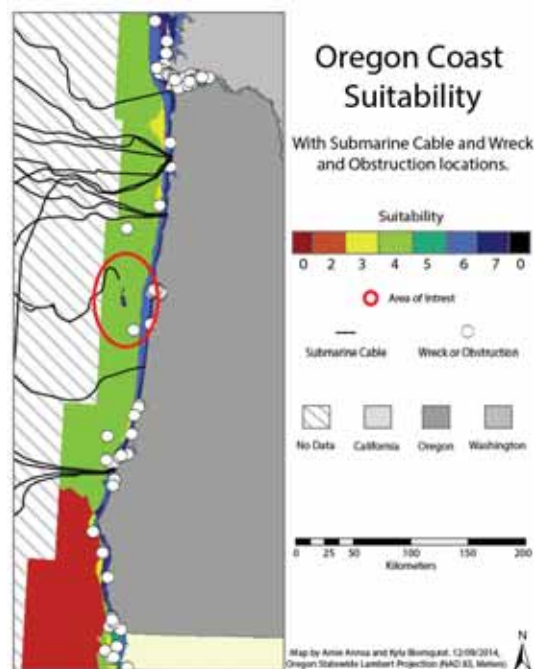 Oregon Coast
Suitability
With Submarine Cable and Wreck
and Obstruction locations.
Suitability
0 2 3 4 5 6 7 0
Area of Intrest
Submarine Cable Wreck or Obstruction
No Data California Oregon Washington
0 25 50 100 150 200
Kilometers
N
Map by Annie Annoa and Kyla Blomquist. 12/09/2014,
Oregon Statewide Lambert Projection (NAD 83, Meters)